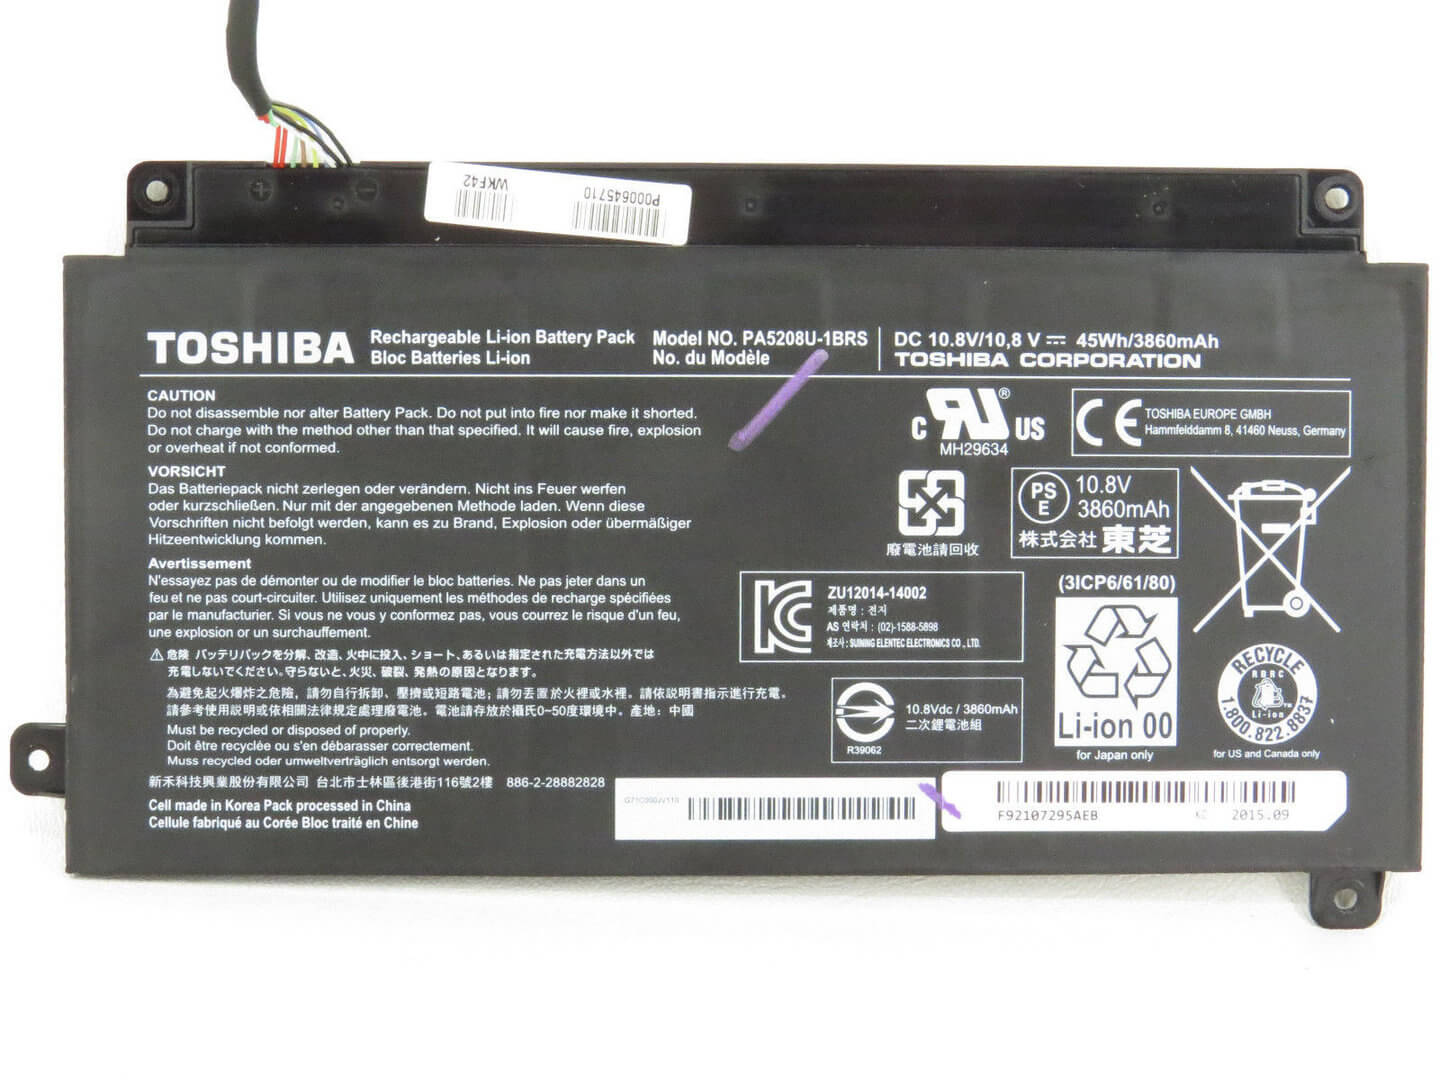 WKF42
P000645710
TOSHIBA
Rechargeable Li-ion Battery Pack
Bloc Batteries Li-ion
Model NO. PA5208U-1BRS
No. du Modèle
DC 10.8V/10,8 V ⎓ 45Wh/3860mAh
TOSHIBA CORPORATION
CAUTION
Do not disassemble nor alter Battery Pack. Do not put into fire nor make it shorted.
Do not charge with the method other than that specified. It will cause fire, explosion
or overheat if not conformed.
VORSICHT
Das Batteriepack nicht zerlegen oder verändern. Nicht ins Feuer werfen
oder kurzschließen. Nur mit der angegebenen Methode laden. Wenn diese
Vorschriften nicht befolgt werden, kann es zu Brand, Explosion oder übermäßiger
Hitzeentwicklung kommen.
Avertissement
N'essayez pas de démonter ou de modifier le bloc batteries. Ne pas jeter dans un
feu et ne pas court-circuiter. Utilisez uniquement les méthodes de recharge spécifiées
par le manufacturier. Si vous ne vous y conformez pas, vous courrez le risque d'un feu,
une explosion or un surchauffement.
⚠ 危険 バッテリパックを分解、改造、火中に投入、ショート、あるいは指定された充電方法以外では
充電しないでください。守らないと、火災、破裂、発熱の原因となります。
為避免起火爆炸之危險，請勿自行拆卸、壓擠或短路電池；請勿丟置於火裡或水裡。請依說明書指示進行充電。
請參考使用說明或依相關法律規定處理廢電池。電池請存放於攝氏0~50度環境中。產地：中國
Must be recycled or disposed of properly.
Doit être recyclée ou s'en débarasser correctement.
Muss recycled oder umweltverträglich entsorgt werden.
新禾科技興業股份有限公司 台北市士林區後港街116號2樓 886-2-28882828
Cell made in Korea Pack processed in China
Cellule fabriqué au Corée Bloc traité en China
C RU US
®
MH29634
CE
TOSHIBA EUROPE GMBH
Hammfelddamm 8, 41460 Neuss, Germany
廢電池請回收
PS
E
10.8V
3860mAh
株式会社 東芝
KC
ZU12014-14002
제품명 : 전지
AS 연락처 : (02)-1588-5898
제조사 : SUINING ELENTEC ELECTRONICS CO ., LTD.
10.8Vdc / 3860mAh
二次鋰電池組
R39062
(3ICP6/61/80)
Li-ion 00
for Japan only
RECYCLE
RBRC
Li-ion
TM
1.800.822.8837
for US and Canada only
F92107295AEB
2015.09